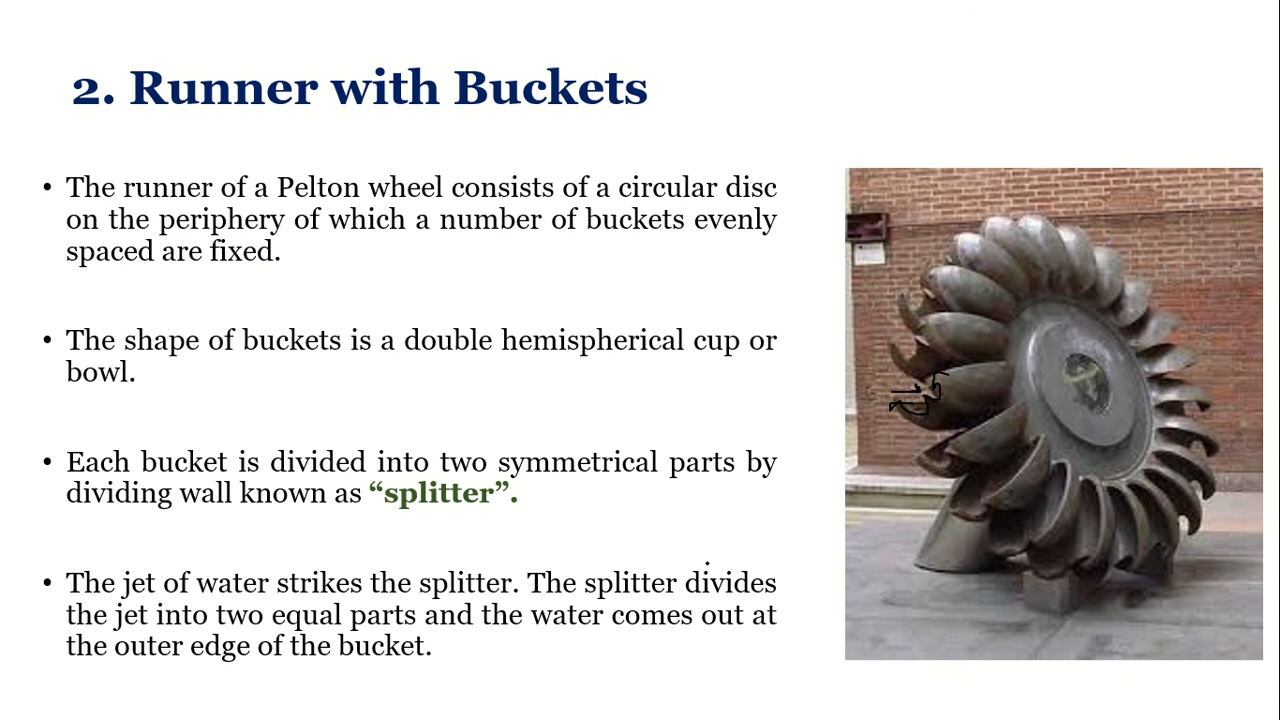 2. Runner with Buckets
• The runner of a Pelton wheel consists of a circular disc
on the periphery of which a number of buckets evenly
spaced are fixed.
• The shape of buckets is a double hemispherical cup or
bowl.
• Each bucket is divided into two symmetrical parts by
dividing wall known as “splitter”.
• The jet of water strikes the splitter. The splitter divides
the jet into two equal parts and the water comes out at
the outer edge of the bucket.